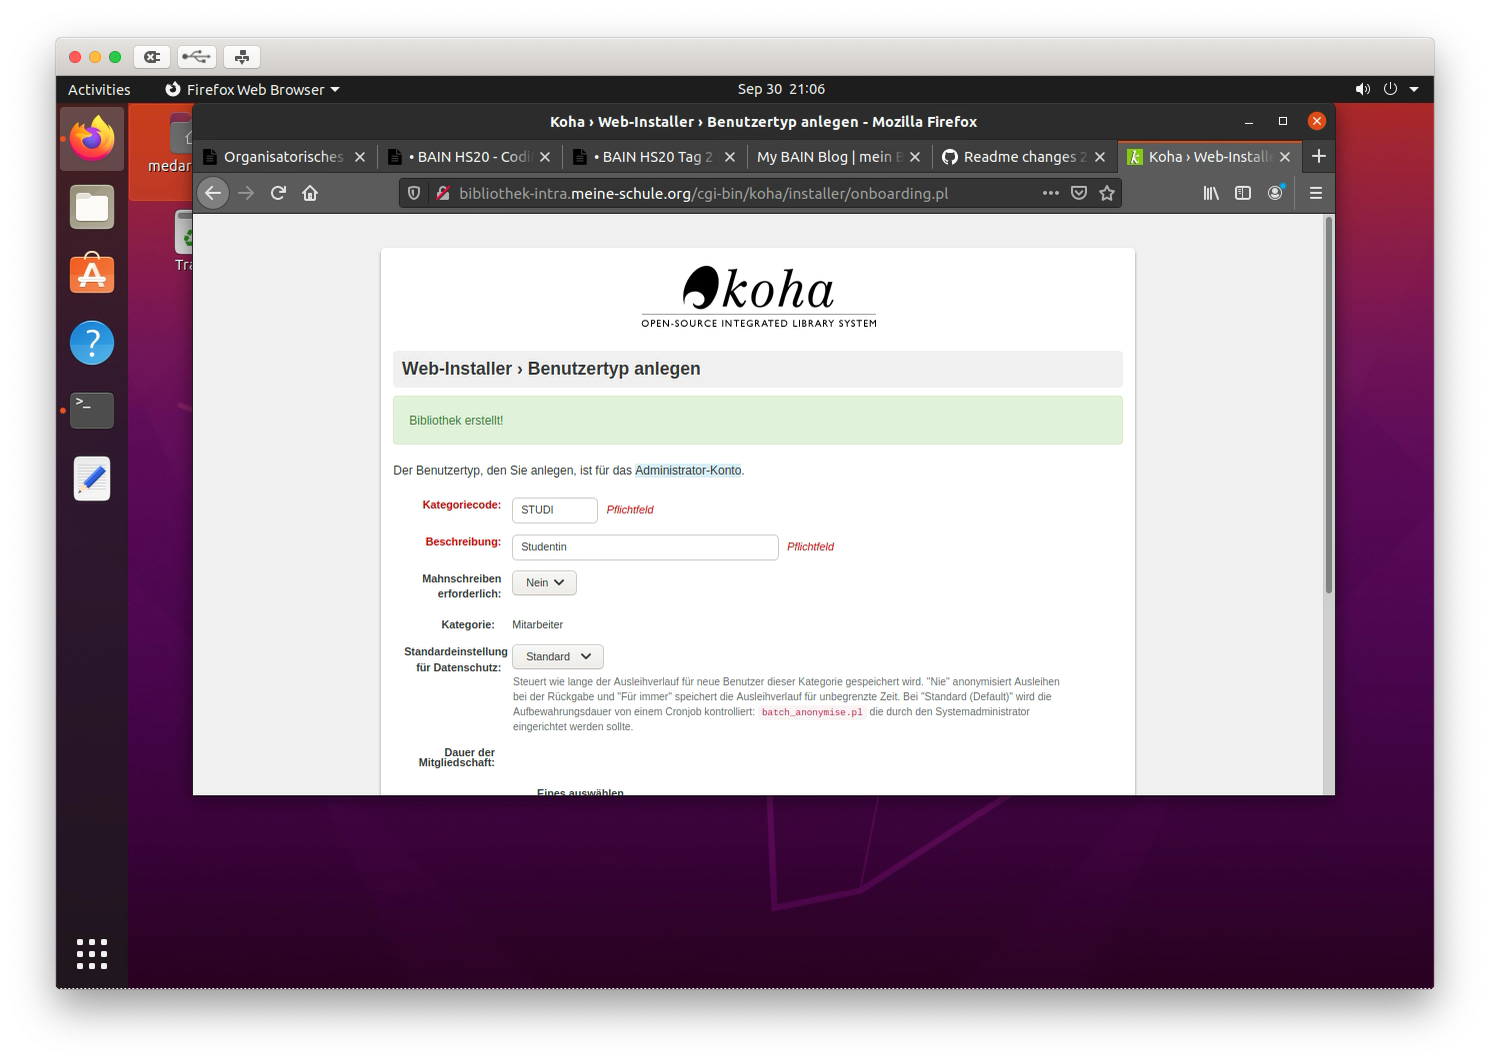 Activities
Firefox Web Browser
Sep 30 21:06
Koha › Web-Installer › Benutzertyp anlegen - Mozilla Firefox
Organisatorisches
• BAIN HS20 - Codi
• BAIN HS20 Tag 2
My BAIN Blog | mein B
Readme changes 2
Koha › Web-Installe
bibliothek-intra.meine-schule.org/cgi-bin/koha/installer/onboarding.pl
medar
Tra
koha
OPEN-SOURCE INTEGRATED LIBRARY SYSTEM
Web-Installer › Benutzertyp anlegen
Bibliothek erstellt!
Der Benutzertyp, den Sie anlegen, ist für das Administrator-Konto.
Kategoriecode: STUDI Pflichtfeld
Beschreibung: Studentin Pflichtfeld
Mahnschreiben erforderlich: Nein
Kategorie: Mitarbeiter
Standardeinstellung für Datenschutz: Standard
Steuert wie lange der Ausleihverlauf für neue Benutzer dieser Kategorie gespeichert wird. "Nie" anonymisiert Ausleihen
bei der Rückgabe und "Für immer" speichert die Ausleihverlauf für unbegrenzte Zeit. Bei "Standard (Default)" wird die
Aufbewahrungsdauer von einem Cronjob kontrolliert: batch_anonymise.pl die durch den Systemadministrator
eingerichtet werden sollte.
Dauer der
Mitgliedschaft:
Eines auswählen